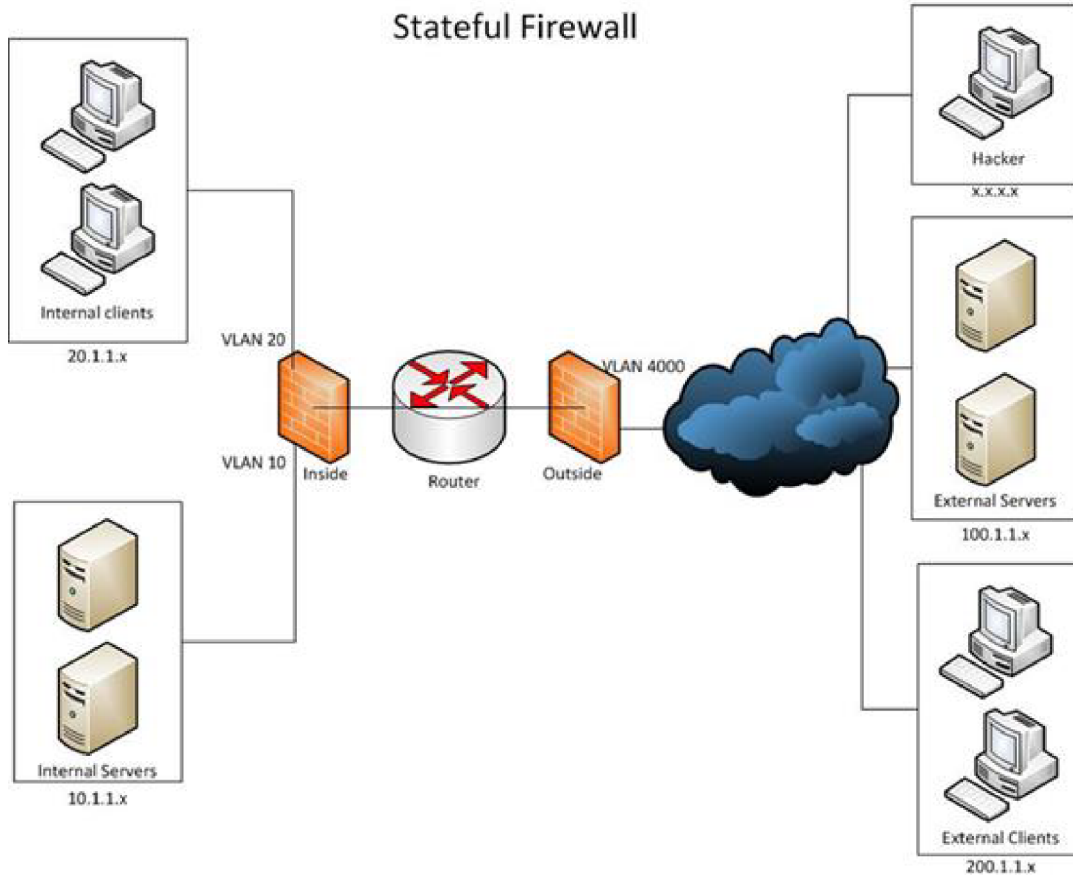 Stateful Firewall
Internal clients
20.1.1.x
VLAN 20
VLAN 10
Inside
Router
Outside
VLAN 4000
Internal Servers
10.1.1.x
Hacker
x.x.x.x
External Servers
100.1.1.x
External Clients
200.1.1.x